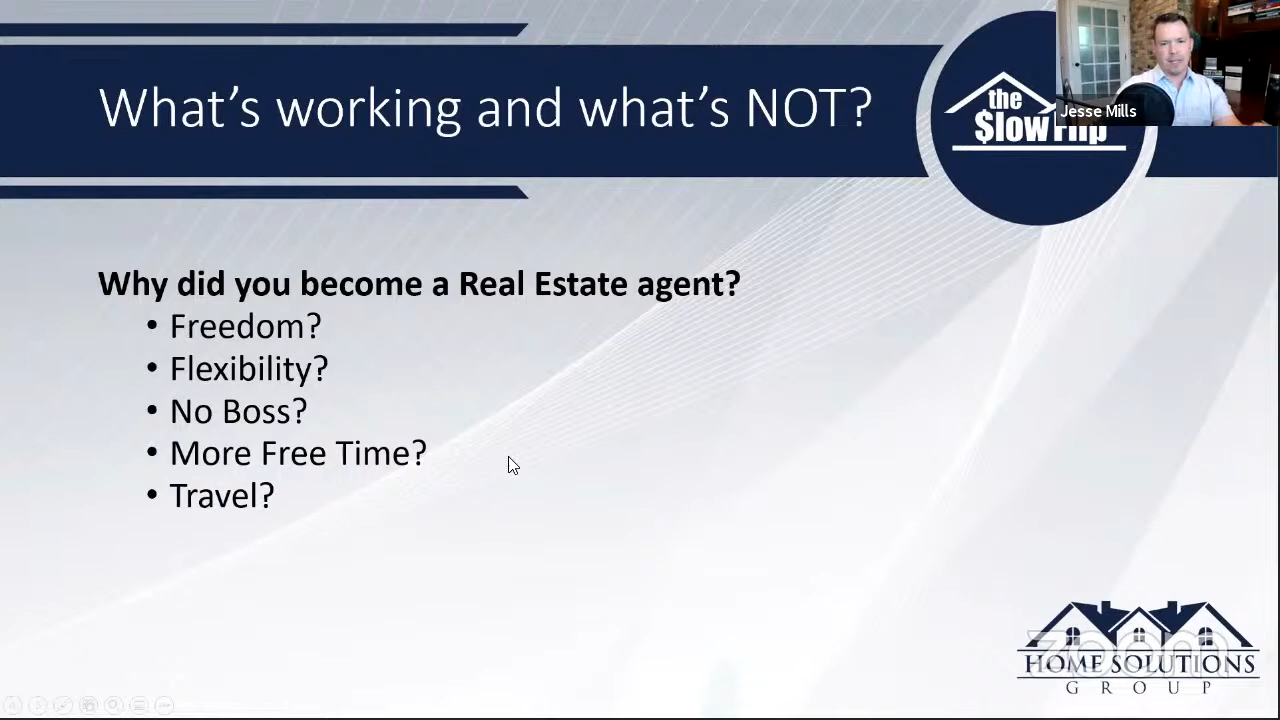 What's working and what's NOT?
the
$low Flip
Jesse Mills
Why did you become a Real Estate agent?
• Freedom?
• Flexibility?
• No Boss?
• More Free Time?
• Travel?
zoom
HOME SOLUTIONS
GROUP